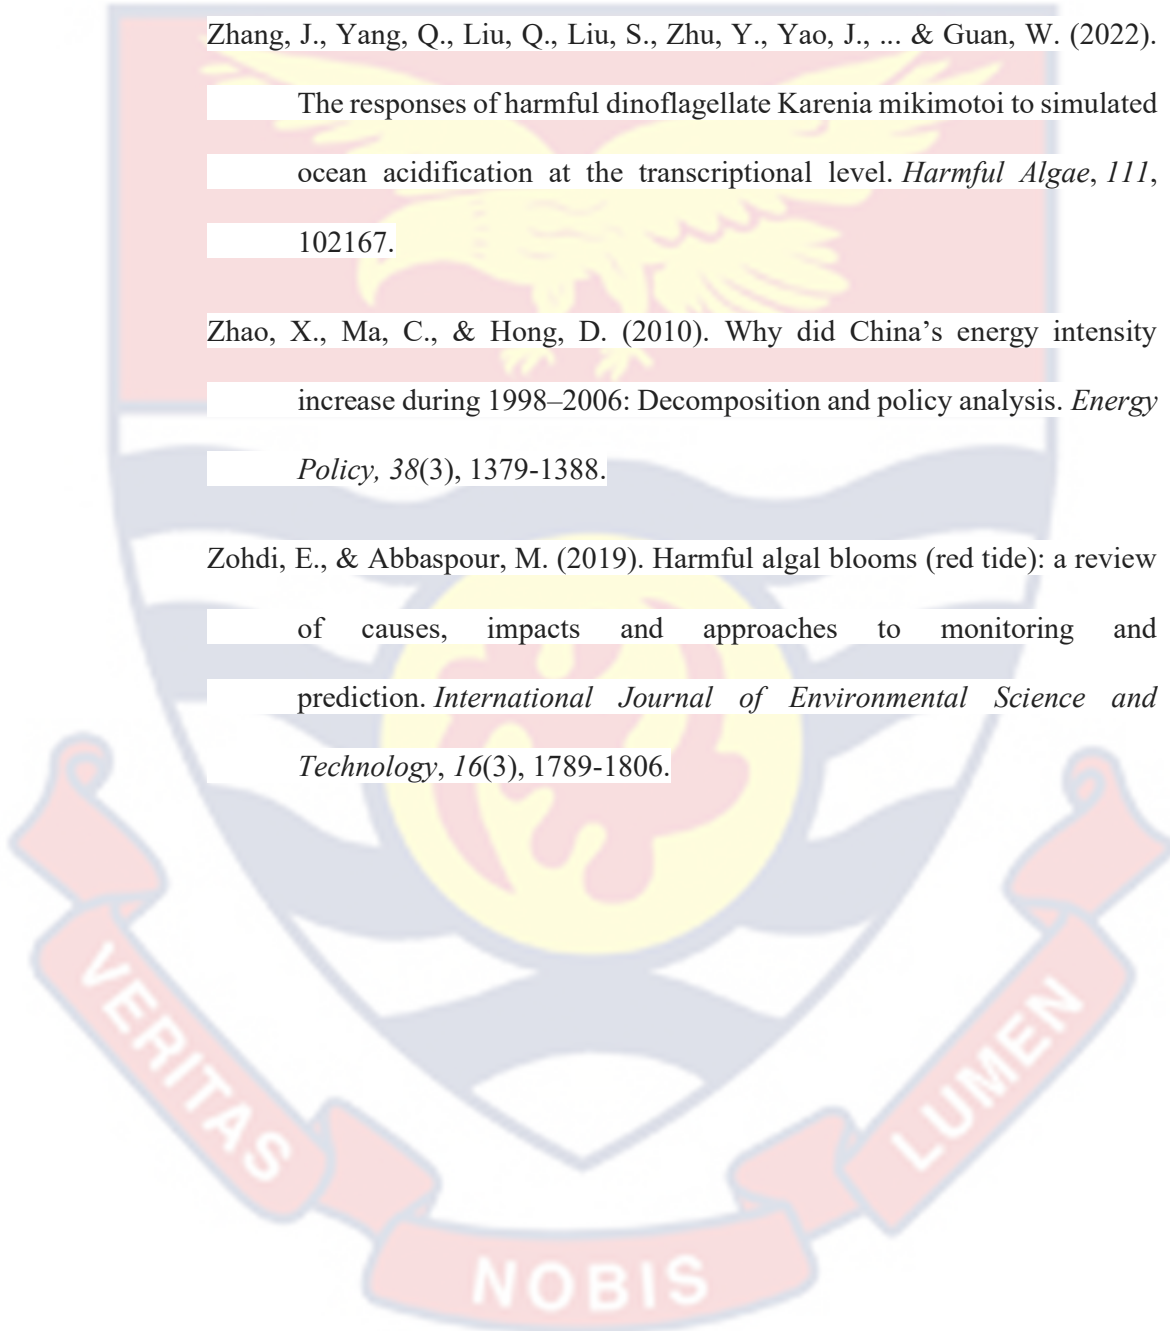 Zhang, J., Yang, Q., Liu, Q., Liu, S., Zhu, Y., Yao, J., ... & Guan, W. (2022).
The responses of harmful dinoflagellate Karenia mikimotoi to simulated
ocean acidification at the transcriptional level. Harmful Algae, 111,
102167.
Zhao, X., Ma, C., & Hong, D. (2010). Why did China’s energy intensity
increase during 1998–2006: Decomposition and policy analysis. Energy
Policy, 38(3), 1379-1388.
Zohdi, E., & Abbaspour, M. (2019). Harmful algal blooms (red tide): a review
of causes, impacts and approaches to monitoring and
prediction. International Journal of Environmental Science and
Technology, 16(3), 1789-1806.
VERITAS
NOBIS
LUMEN